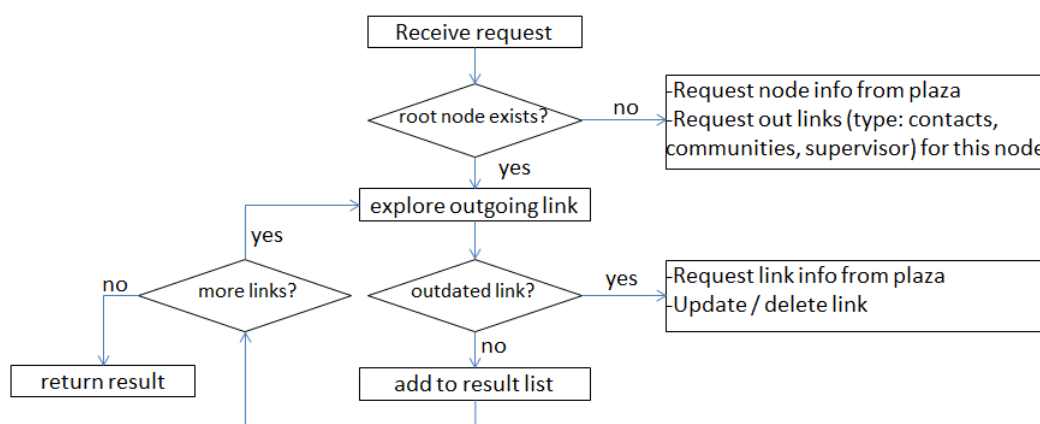 Receive request
root node exists?
no
-Request node info from plaza
-Request out links (type: contacts,
communities, supervisor) for this node
yes
explore outgoing link
yes
no
more links?
outdated link?
yes
-Request link info from plaza
-Update / delete link
no
return result
add to result list